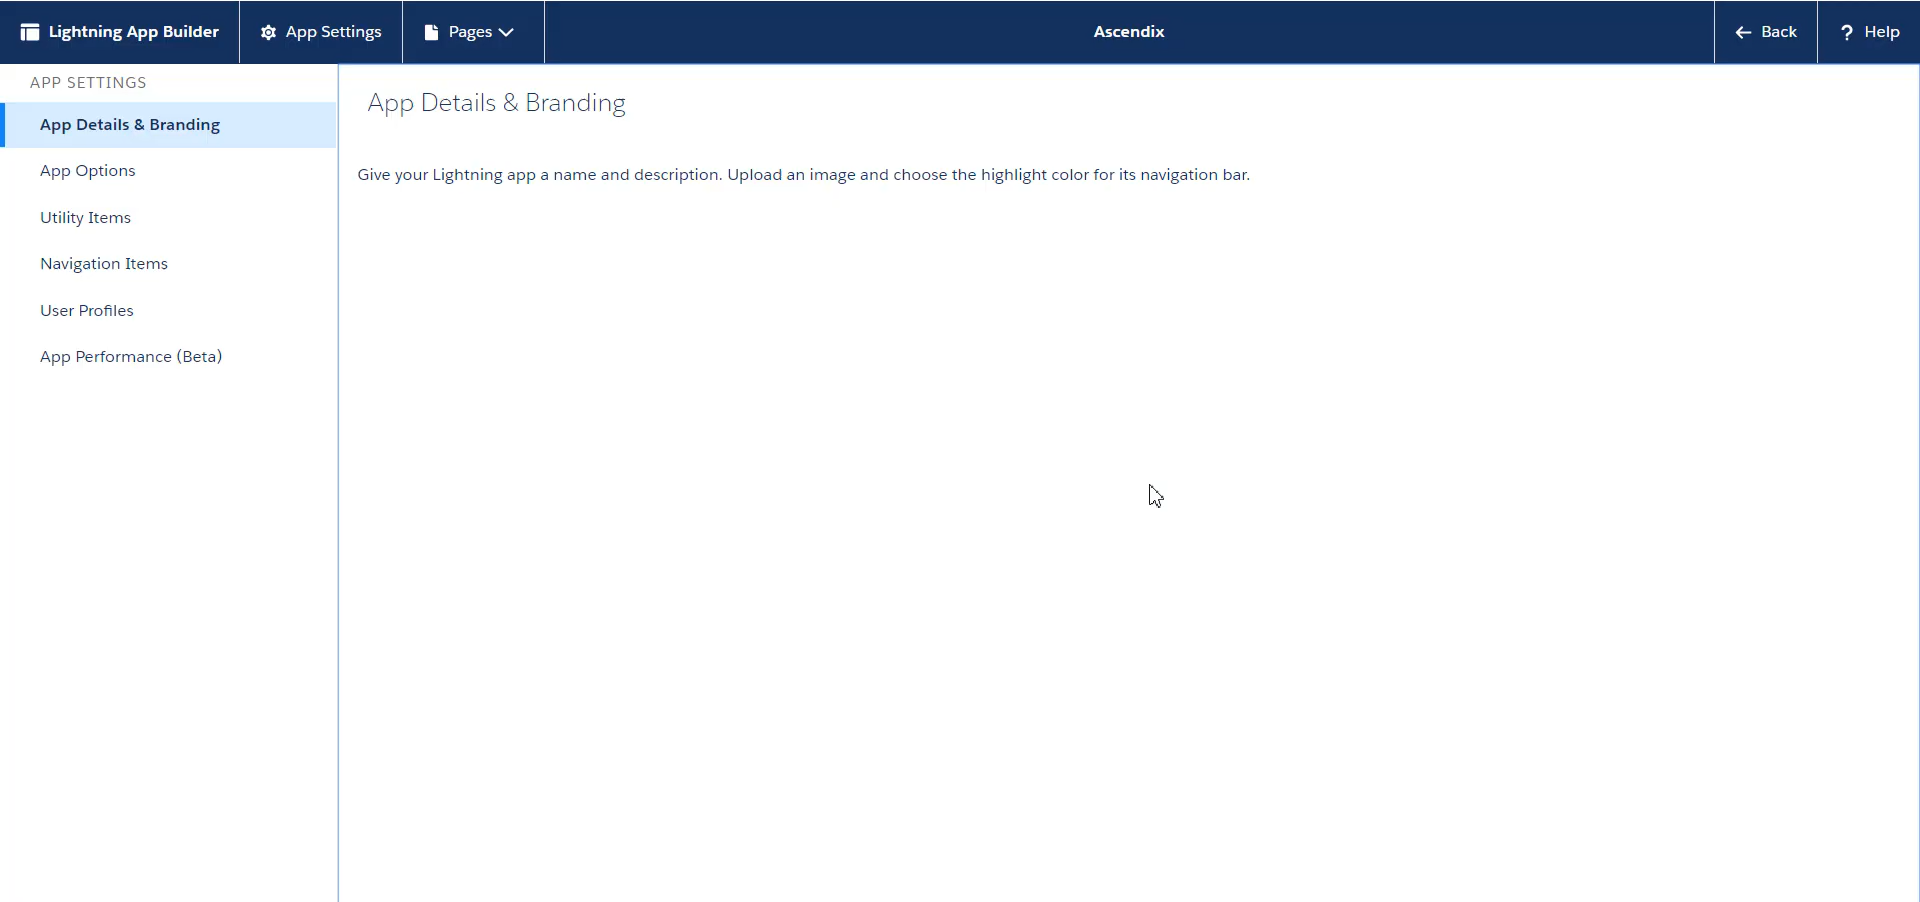 Lightning App Builder
App Settings
Pages
Ascendix
Back
? Help
APP SETTINGS
App Details & Branding
App Options
Utility Items
Navigation Items
User Profiles
App Performance (Beta)
App Details & Branding
Give your Lightning app a name and description. Upload an image and choose the highlight color for its navigation bar.